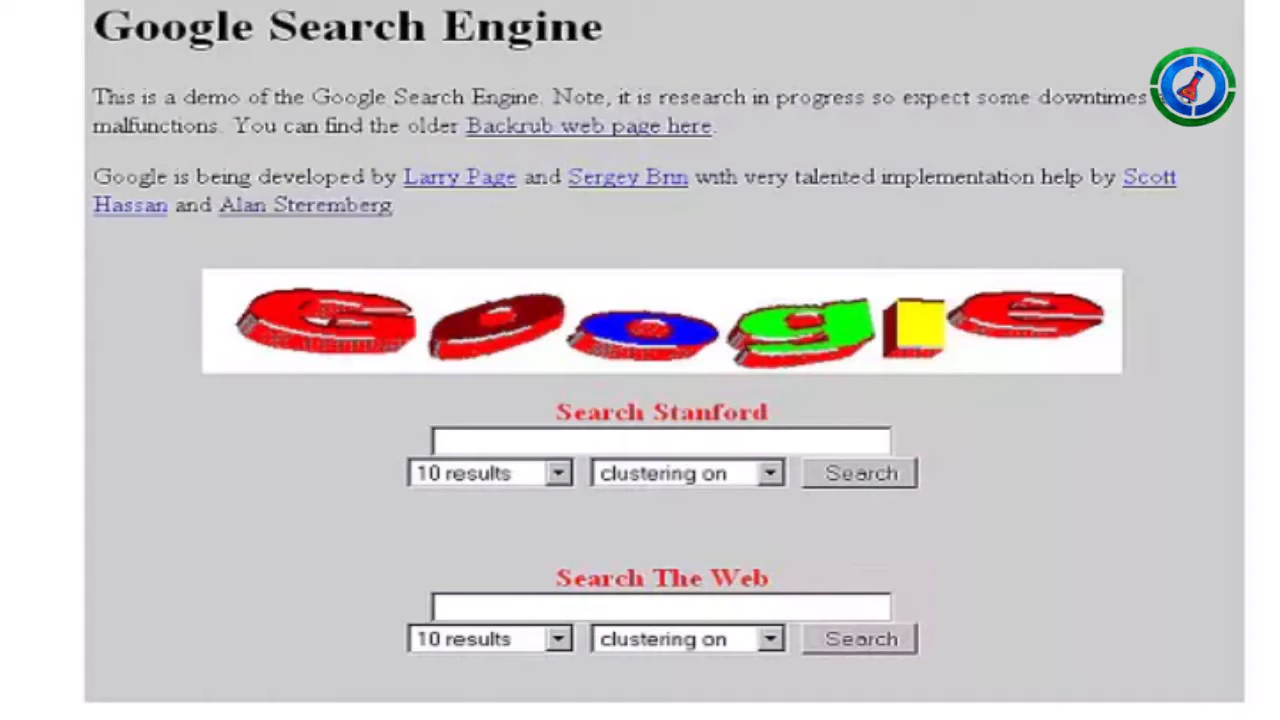 Google Search Engine
This is a demo of the Google Search Engine. Note, it is research in progress so expect some downtimes
malfunctions. You can find the older Backrub web page here.
Google is being developed by Larry Page and Sergey Brin with very talented implementation help by Scott
Hassan and Alan Steremberg
Google
Search Stanford
10 results clustering on Search
Search The Web
10 results clustering on Search